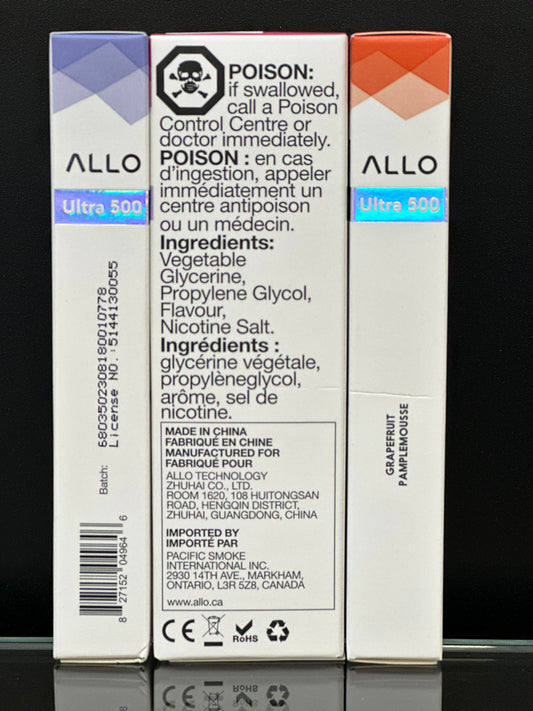 ALLO
Ultra 500
6803502308180010778
License NO.:5144130055
Batch:
8 27152 04964 6
POISON:
if swallowed,
call a Poison
Control Centre or
doctor immediately.
POISON : en cas
d'ingestion, appeler
immédiatement un
centre antipoison
ou un médecin.
Ingredients:
Vegetable
Glycerine,
Propylene Glycol,
Flavour,
Nicotine Salt.
Ingrédients :
glycérine végétale,
propylèneglycol,
arôme, sel de
nicotine.
MADE IN CHINA
FABRIQUÉ EN CHINE
MANUFACTURED FOR
FABRIQUÉ POUR
ALLO TECHNOLOGY
ZHUHAI CO., LTD.
ROOM 1620, 108 HUITONGSAN
ROAD, HENGQIN DISTRICT,
ZHUHAI, GUANGDONG, CHINA
IMPORTED BY
IMPORTÉ PAR
PACIFIC SMOKE
INTERNATIONAL INC.
2930 14TH AVE., MARKHAM,
ONTARIO, L3R 5Z8, CANADA
www.allo.ca
CE
RoHS
ALLO
Ultra 500
GRAPEFRUIT
PAMPLEMOUSSE